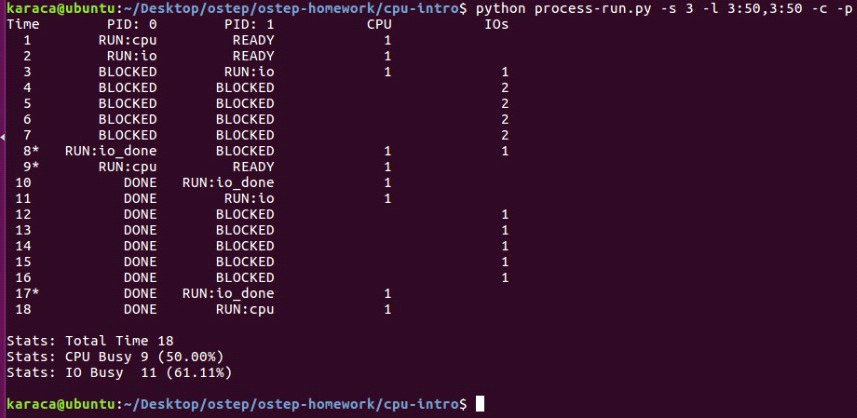 karaca@ubuntu:~/Desktop/ostep/ostep-homework/cpu-intro$ python process-run.py -s 3 -l 3:50,3:50 -c -p
Time        PID: 0        PID: 1           CPU           IOs
  1        RUN:cpu         READY             1
  2         RUN:io         READY             1
  3        BLOCKED        RUN:io             1             1
  4        BLOCKED       BLOCKED                           2
  5        BLOCKED       BLOCKED                           2
  6        BLOCKED       BLOCKED                           2
  7        BLOCKED       BLOCKED                           2
  8*   RUN:io_done       BLOCKED             1             1
  9*       RUN:cpu         READY             1
 10           DONE   RUN:io_done             1
 11           DONE        RUN:io             1
 12           DONE       BLOCKED                           1
 13           DONE       BLOCKED                           1
 14           DONE       BLOCKED                           1
 15           DONE       BLOCKED                           1
 16           DONE       BLOCKED                           1
 17*          DONE   RUN:io_done             1
 18           DONE       RUN:cpu             1
Stats: Total Time 18
Stats: CPU Busy 9 (50.00%)
Stats: IO Busy  11 (61.11%)
karaca@ubuntu:~/Desktop/ostep/ostep-homework/cpu-intro$